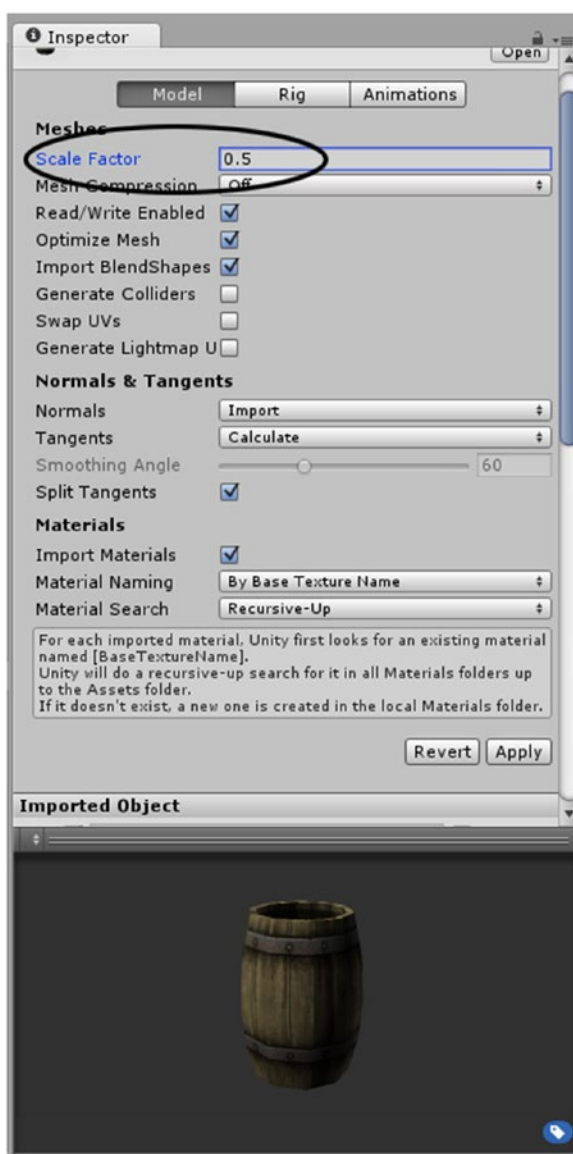 Inspector
Open
Model Rig Animations
Meshes
Scale Factor 0.5
Mesh Compression Off
Read/Write Enabled
Optimize Mesh
Import BlendShapes
Generate Colliders
Swap UVs
Generate Lightmap U
Normals & Tangents
Normals Import
Tangents Calculate
Smoothing Angle 60
Split Tangents
Materials
Import Materials
Material Naming By Base Texture Name
Material Search Recursive-Up
For each imported material, Unity first looks for an existing material
named [BaseTextureName].
Unity will do a recursive-up search for it in all Materials folders up
to the Assets folder.
If it doesn't exist, a new one is created in the local Materials folder.
Revert Apply
Imported Object